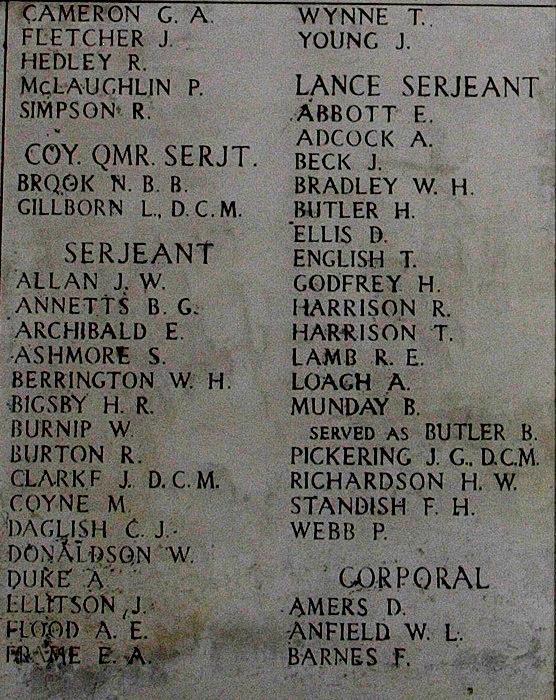 CAMERON G. A.
FLETCHER J.
HEDLEY R.
McLAUGHLIN P.
SIMPSON R.
COY. QMR. SERJT.
BROOK N. B. B.
GILLBORN L., D.C.M.
SERJEANT
ALLAN J. W.
ANNETTS B. G.
ARCHIBALD E.
ASHMORE S.
BERRINGTON W. H.
BIGSBY H. R.
BURNIP W.
BURTON R.
CLARKE J. D.C.M.
COYNE M.
DAGLISH C. J.
DONALDSON W.
DUKE A.
ELLITSON J.
FLOOD A. E.
FRAME E. A.
WYNNE T.
YOUNG J.
LANCE SERJEANT
ABBOTT E.
ADCOCK A.
BECK J.
BRADLEY W. H.
BUTLER H.
ELLIS D.
ENGLISH T.
GODFREY H.
HARRISON R.
HARRISON T.
LAMB R. E.
LOACH A.
MUNDAY B.
SERVED AS BUTLER B.
PICKERING J. G., D.C.M.
RICHARDSON H. W.
STANDISH F. H.
WEBB P.
CORPORAL
AMERS D.
ANFIELD W. L.
BARNES F.